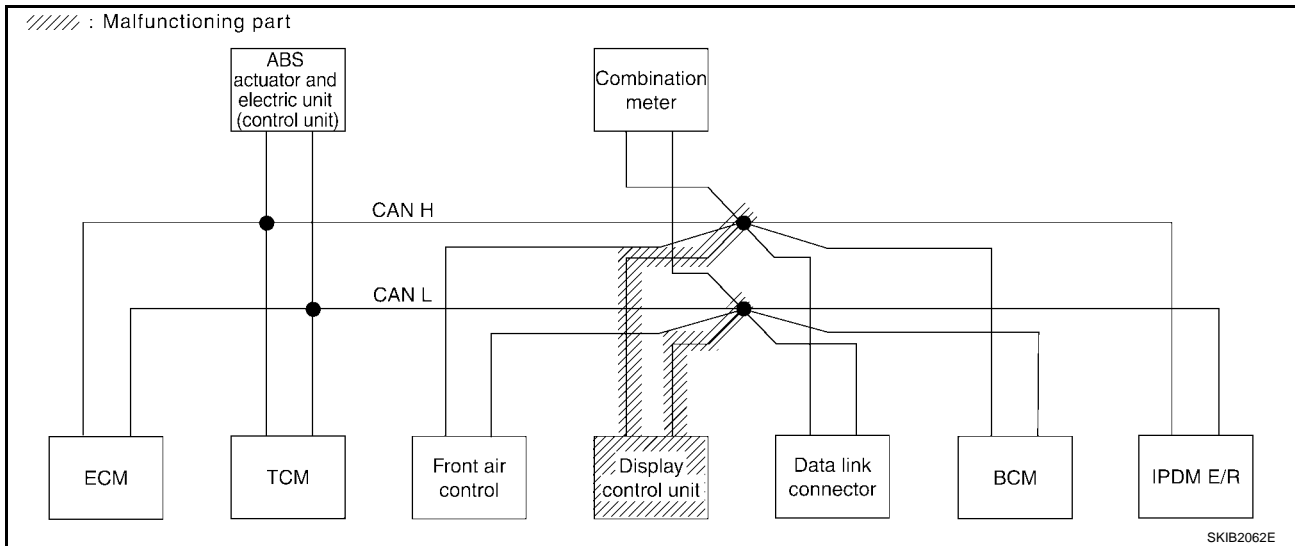 : Malfunctioning part
ABS
actuator and
electric unit
(control unit)
Combination
meter
CAN H
CAN L
ECM
TCM
Front air
control
Display
control unit
Data link
connector
BCM
IPDM E/R
SKIB2062E